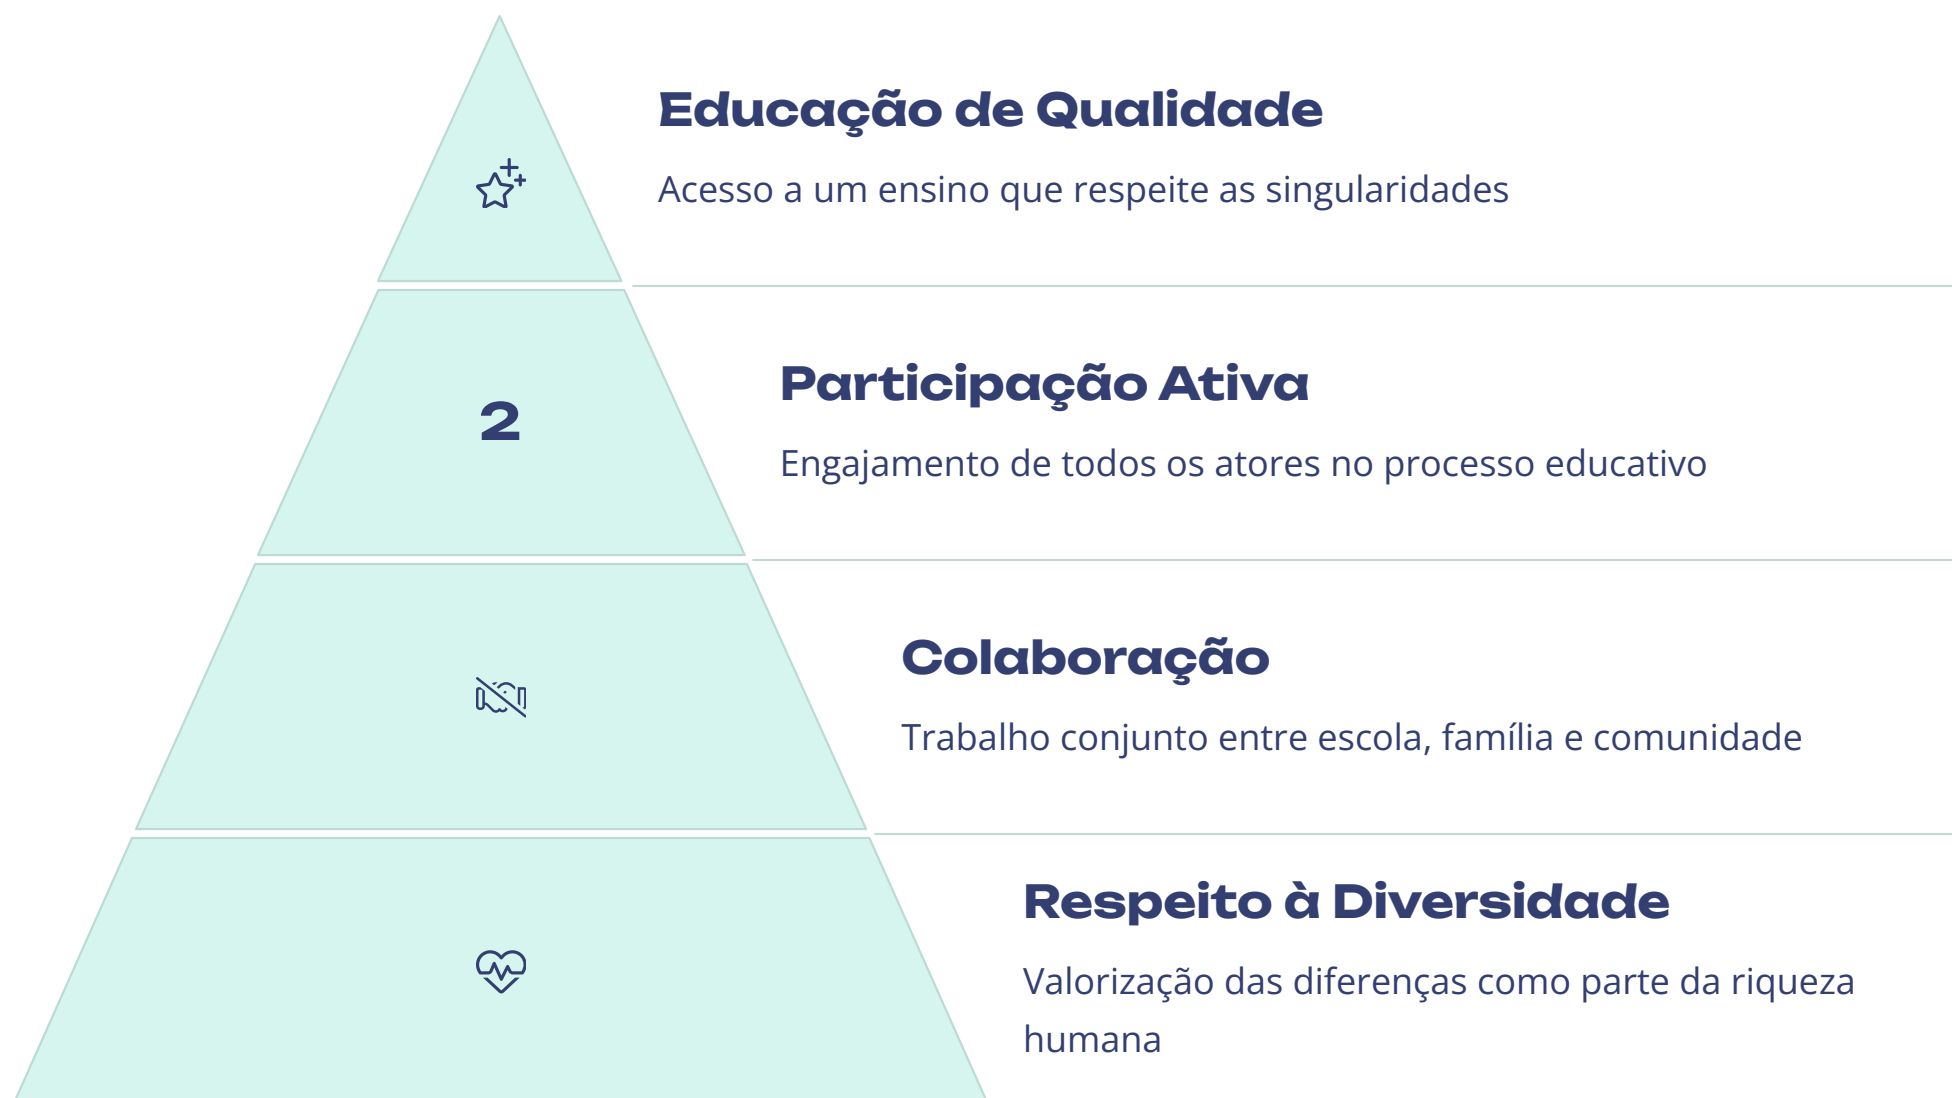 Educação de Qualidade
Acesso a um ensino que respeite as singularidades
2
Participação Ativa
Engajamento de todos os atores no processo educativo
Colaboração
Trabalho conjunto entre escola, família e comunidade
Respeito à Diversidade
Valorização das diferenças como parte da riqueza
humana